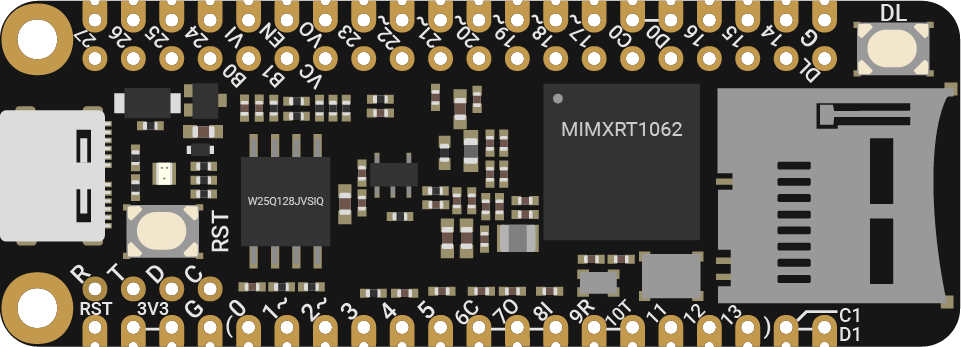 27 26 25 24 VI EN VO 23 22~ 21~ 20~ 19~ 18~ 17~ C0 D0 16 15 14 G DL
B0 B1 VC DL
MIMXRT1062
W25Q128JVSIQ
RST
R T D C
RST 3V3 G (0 1~ 2~ 3 4 5 6C 7O 8I 9R 10T 11 12 13 ) C1
D1